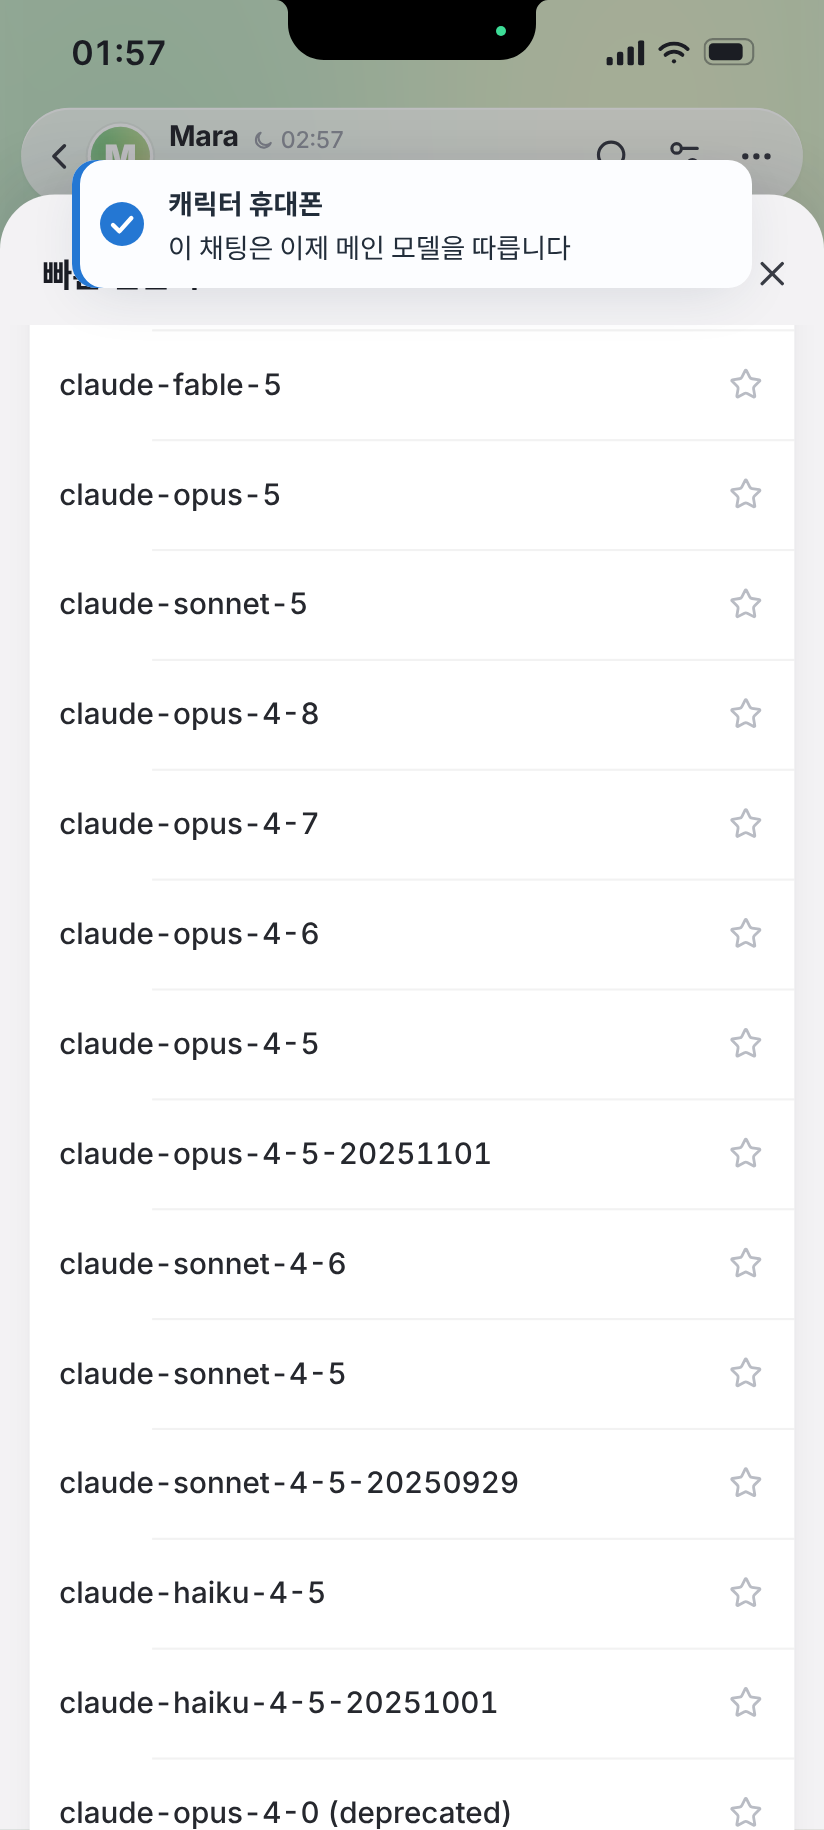 01:57
Mara 02:57
M
캐릭터 휴대폰
이 채팅은 이제 메인 모델을 따릅니다
claude-fable-5
claude-opus-5
claude-sonnet-5
claude-opus-4-8
claude-opus-4-7
claude-opus-4-6
claude-opus-4-5
claude-opus-4-5-20251101
claude-sonnet-4-6
claude-sonnet-4-5
claude-sonnet-4-5-20250929
claude-haiku-4-5
claude-haiku-4-5-20251001
claude-opus-4-0 (deprecated)